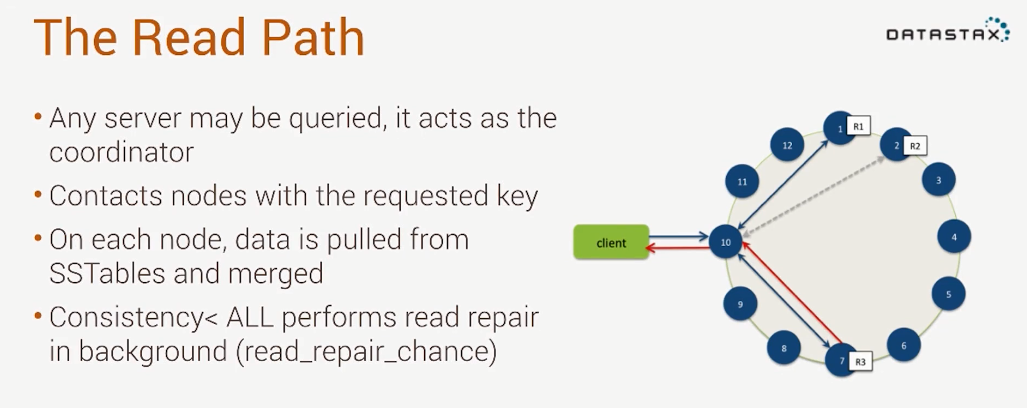 The Read Path
DATASTAX
• Any server may be queried, it acts as the
coordinator
• Contacts nodes with the requested key
• On each node, data is pulled from
SSTables and merged
• Consistency< ALL performs read repair
in background (read_repair_chance)
client
1
R1
2
R2
3
4
5
6
7
R3
8
9
10
11
12